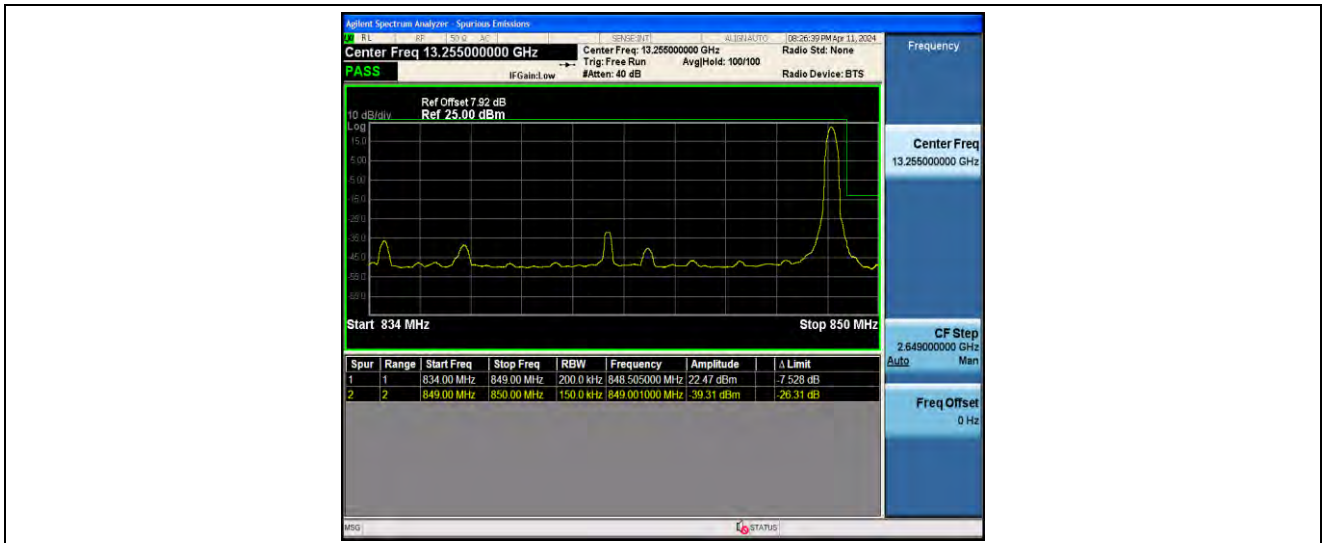 Agilent Spectrum Analyzer - Spurious Emissions
RL RF 50 Ω AC SENSE:INT ALIGN AUTO 08:26:39 PM Apr 11, 2024
Center Freq 13.255000000 GHz
Center Freq: 13.255000000 GHz
Radio Std: None
Trig: Free Run Avg|Hold: 100/100
PASS
IFGain:Low
#Atten: 40 dB
Radio Device: BTS
Ref Offset 7.92 dB
10 dB/div Ref 25.00 dBm
Log
15.0
5.00
Start 834 MHz Stop 850 MHz
Spur Range Start Freq Stop Freq RBW Frequency Amplitude Δ Limit
1 1 834.00 MHz 849.00 MHz 200.0 kHz 848.505000 MHz 22.47 dBm -7.528 dB
2 2 849.00 MHz 850.00 MHz 150.0 kHz 849.001000 MHz -39.31 dBm -26.31 dB
MSG STATUS
Frequency
Center Freq
13.255000000 GHz
CF Step
2.649000000 GHz
Auto Man
Freq Offset
0 Hz